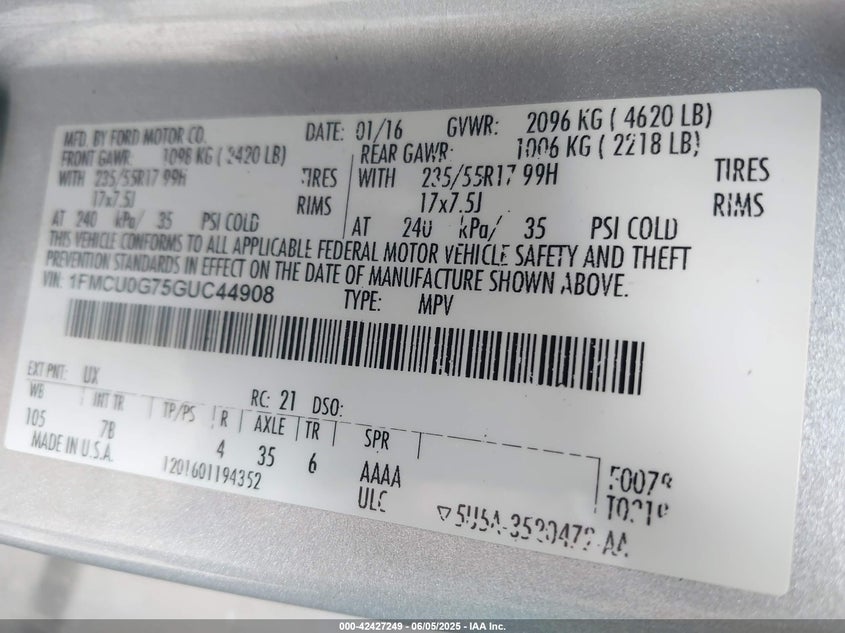 MFD. BY FORD MOTOR CO. DATE: 01/16 GVWR: 2096 KG ( 4620 LB)
FRONT GAWR: 1096 KG ( 2420 LB) REAR GAWR: 1006 KG ( 2218 LB)
WITH 235/55R17 99H TIRES WITH 235/55R17 99H TIRES
17x7.5J RIMS 17x7.5J RIMS
AT 240 kPa/ 35 PSI COLD AT 240 kPa/ 35 PSI COLD
THIS VEHICLE CONFORMS TO ALL APPLICABLE FEDERAL MOTOR VEHICLE SAFETY AND THEFT
PREVENTION STANDARDS IN EFFECT ON THE DATE OF MANUFACTURE SHOWN ABOVE.
VIN: 1FMCU0G75GUC44908 TYPE: MPV
EXT PNT: UX RC: 21 DSO:
WB INT TR TP/PS R AXLE TR SPR
105 7B 4 35 6 AAAA
MADE IN U.S.A. 1201601194352 ULC
000-42427249 - 06/05/2025 - IAA Inc.